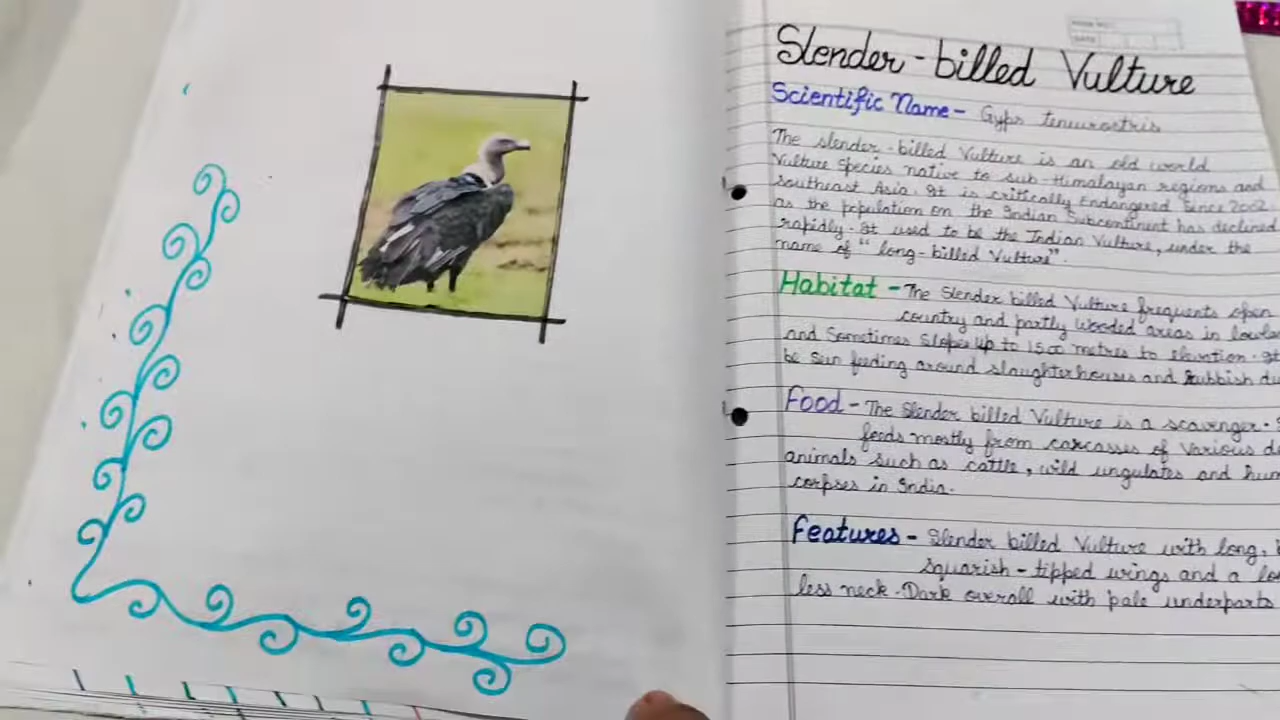 PAGE NO.
DATE
Slender-billed Vulture
Scientific Name- Gyps tenuirostris
The slender-billed Vulture is an old world
Vulture species native to sub-Himalayan regions and
Southeast Asia. It is critically Endangered Since 2002.
as the population on the Indian Subcontinent has declined
rapidly. It used to be the Indian Vulture, under the
name of "long-billed Vulture".
Habitat - The Slender billed Vulture frequents open
country and partly wooded areas in
and Sometimes Slopes up to 1500 metres to elevation.
be seen feeding around slaughterhouses and Rubbish
Food - The Slender billed Vulture is a scavenger.
feeds mostly from carcasses of various
animals such as cattle, wild ungulates and
corpses in India.
Features - Slender billed Vulture with long,
squarish-tipped wings and a
less neck. Dark overall with pale underparts